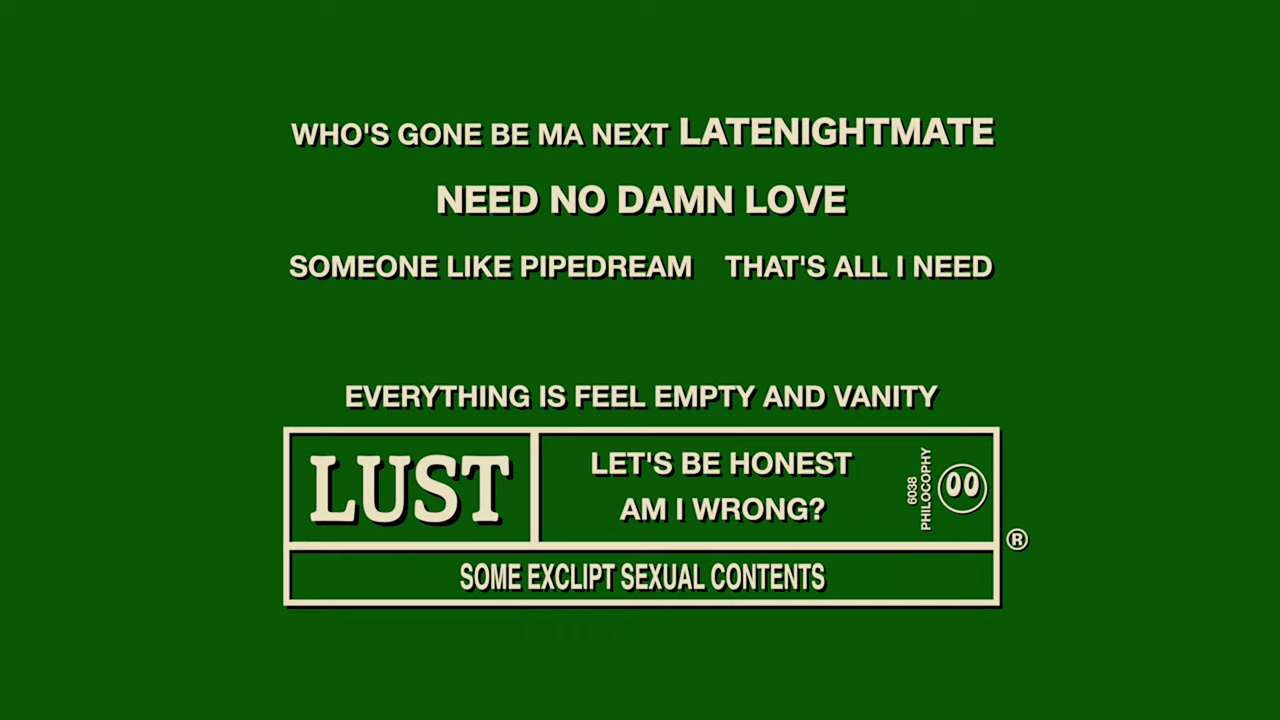 WHO'S GONE BE MA NEXT LATENIGHTMATE
NEED NO DAMN LOVE
SOMEONE LIKE PIPEDREAM THAT'S ALL I NEED
EVERYTHING IS FEEL EMPTY AND VANITY
LUST
LET'S BE HONEST
AM I WRONG?
6038
PHILOCOPHY
®
SOME EXCLIPT SEXUAL CONTENTS